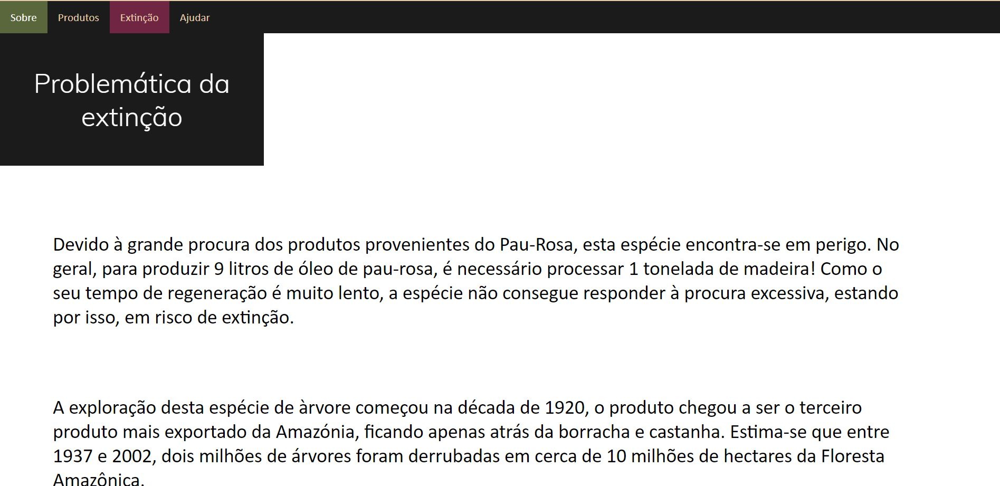 Sobre Produtos Extinção Ajudar
Problemática da
extinção
Devido à grande procura dos produtos provenientes do Pau-Rosa, esta espécie encontra-se em perigo. No
geral, para produzir 9 litros de óleo de pau-rosa, é necessário processar 1 tonelada de madeira! Como o
seu tempo de regeneração é muito lento, a espécie não consegue responder à procura excessiva, estando
por isso, em risco de extinção.
A exploração desta espécie de àrvore começou na década de 1920, o produto chegou a ser o terceiro
produto mais exportado da Amazónia, ficando apenas atrás da borracha e castanha. Estima-se que entre
1937 e 2002, dois milhões de árvores foram derrubadas em cerca de 10 milhões de hectares da Floresta
Amazônica.